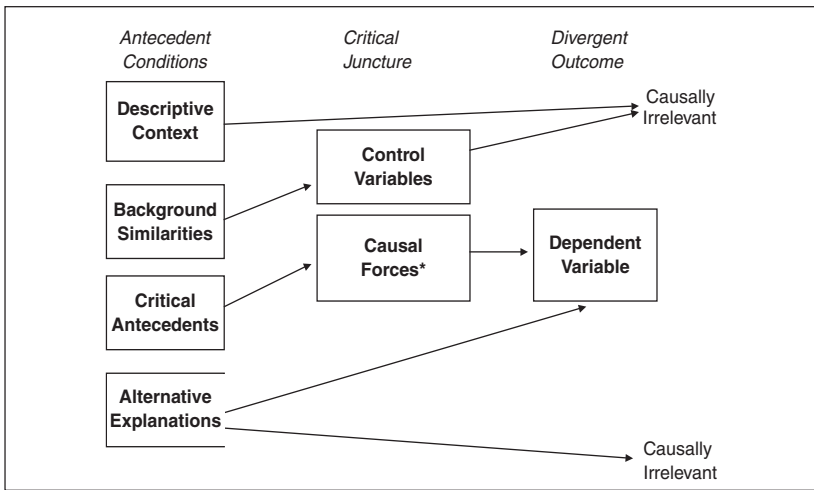 Antecedent
Conditions
Critical
Juncture
Divergent
Outcome
Descriptive
Context
Causally
Irrelevant
Control
Variables
Background
Similarities
Causal
Forces*
Dependent
Variable
Critical
Antecedents
Alternative
Explanations
Causally
Irrelevant